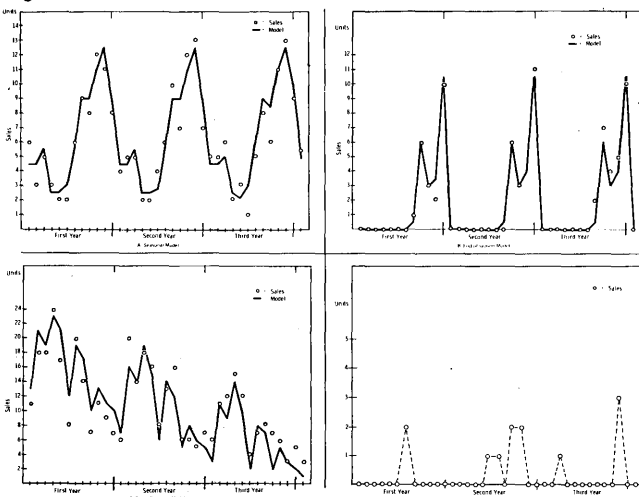 Units
o - Sales
— - Model
14
13
12
11
10
9
8
7
6
5
4
3
2
1
Sales
First Year
Second Year
Third Year
A. Seasonal Model
Units
o - Sales
— - Model
10
9
8
7
6
5
4
3
2
1
Sales
First Year
Second Year
Third Year
B. End of season Model
Units
o - Sales
— - Model
24
22
20
18
16
14
12
10
8
6
4
2
Sales
First Year
Second Year
Third Year
Units
o - Sales
5
4
3
2
1
First Year
Second Year
Third Year